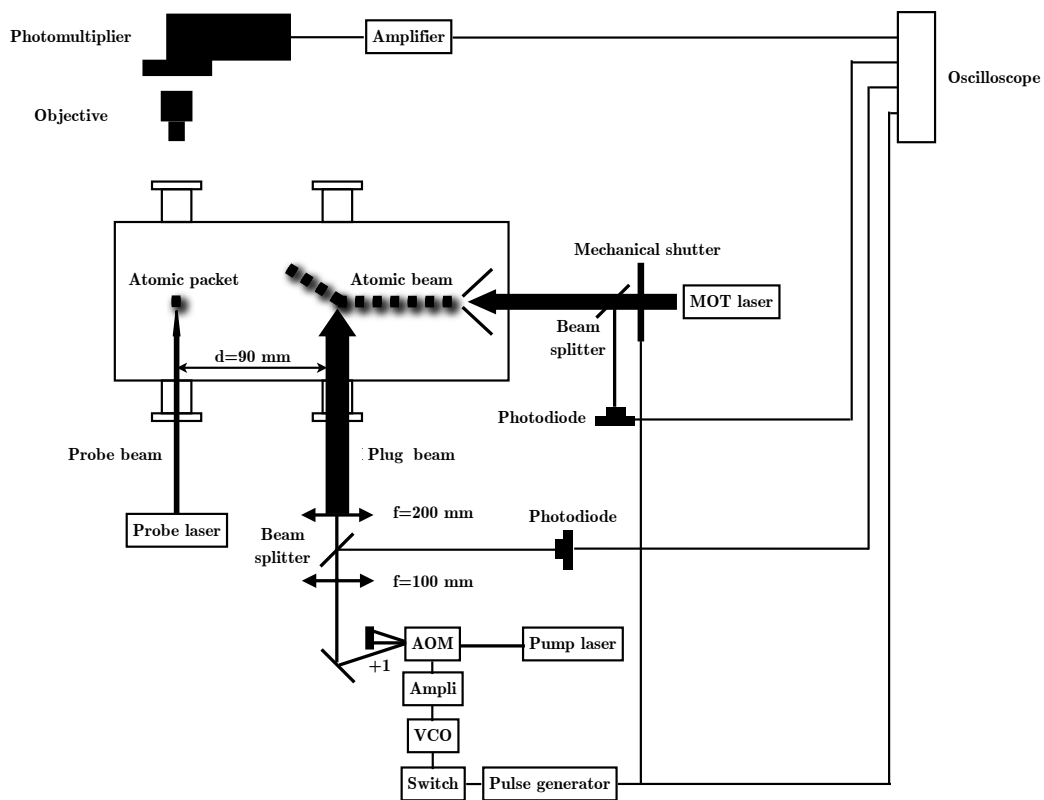 Photomultiplier
Amplifier
Oscilloscope
Objective
Mechanical shutter
Atomic packet
Atomic beam
MOT laser
Beam
splitter
d=90 mm
Photodiode
Probe beam
Plug beam
f=200 mm
Photodiode
Probe laser
Beam
splitter
f=100 mm
AOM
Pump laser
+1
Ampli
VCO
Switch
Pulse generator